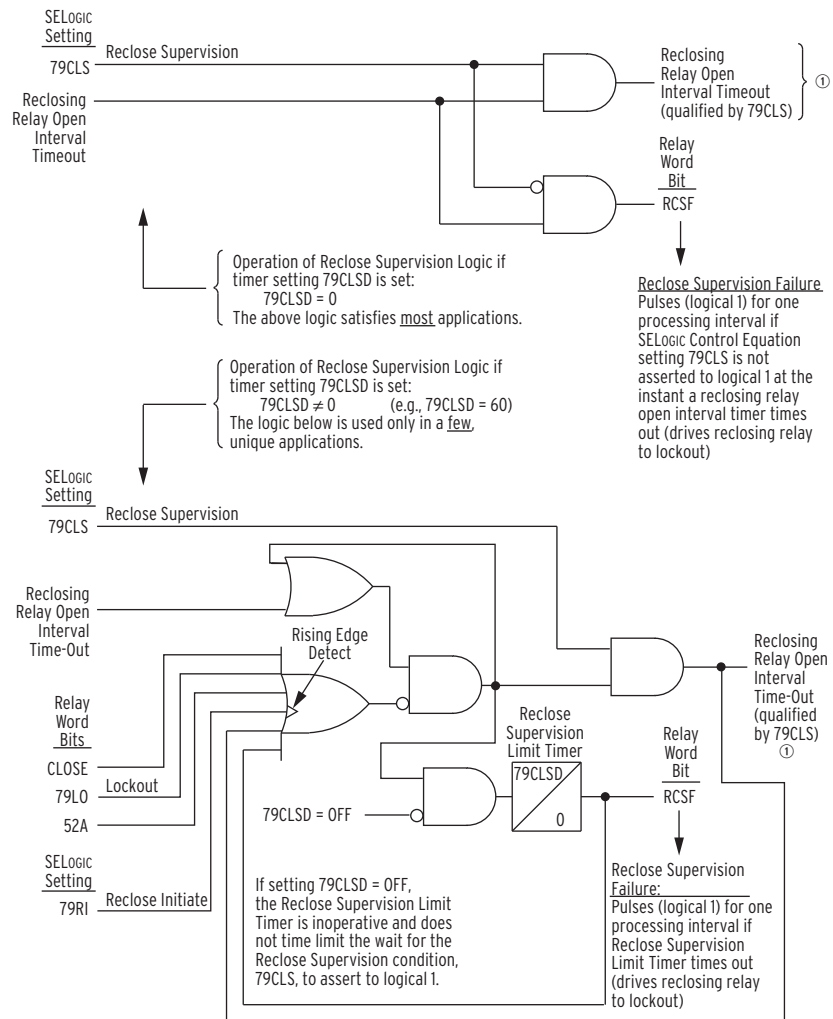 SELOGIC
Setting
79CLS
Reclose Supervision
Reclosing
Relay Open
Interval
Timeout
Reclosing
Relay Open
Interval Timeout
(qualified by 79CLS)
①
Relay
Word
Bit
RCSF
Operation of Reclose Supervision Logic if
timer setting 79CLSD is set:
79CLSD = 0
The above logic satisfies most applications.
Reclose Supervision Failure
Pulses (logical 1) for one
processing interval if
SELOGIC Control Equation
setting 79CLS is not
asserted to logical 1 at the
instant a reclosing relay
open interval timer times
out (drives reclosing relay
to lockout)
Operation of Reclose Supervision Logic if
timer setting 79CLSD is set:
79CLSD ≠ 0 (e.g., 79CLSD = 60)
The logic below is used only in a few,
unique applications.
SELOGIC
Setting
79CLS
Reclose Supervision
Reclosing
Relay Open
Interval
Time-Out
Rising Edge
Detect
Relay
Word
Bits
CLOSE
79LO
Lockout
52A
SELOGIC
Setting
79RI
Reclose Initiate
79CLSD = OFF
Reclose
Supervision
Limit Timer
79CLSD
0
Relay
Word
Bit
RCSF
Reclosing
Relay Open
Interval
Time-Out
(qualified
by 79CLS)
①
If setting 79CLSD = OFF,
the Reclose Supervision Limit
Timer is inoperative and does
not time limit the wait for the
Reclose Supervision condition,
79CLS, to assert to logical 1.
Reclose Supervision
Failure:
Pulses (logical 1) for one
processing interval if
Reclose Supervision
Limit Timer times out
(drives reclosing relay
to lockout)